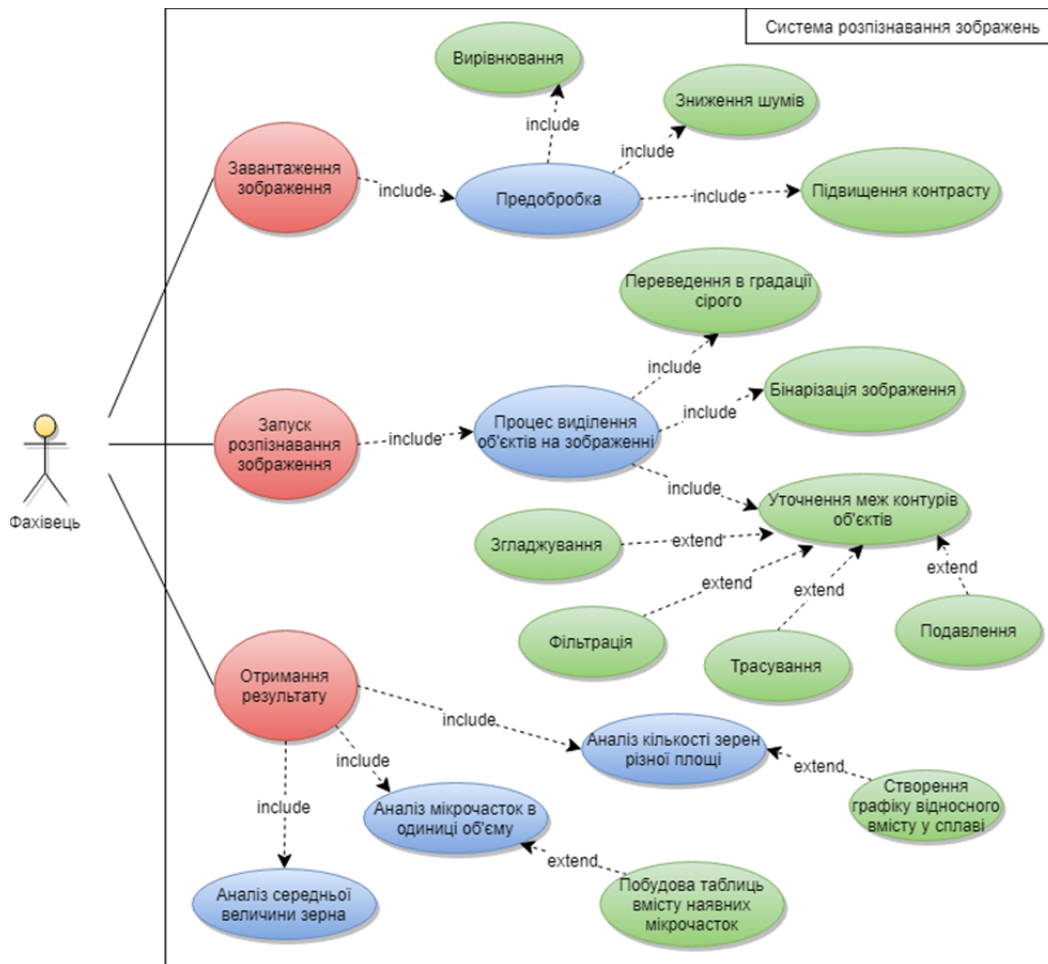 Система розпізнавання зображень
Вирівнювання
Зниження шумів
include
include
Завантаження
зображення
include
Предобробка
include
Підвищення контрасту
Переведення в градації
сірого
include
Бінарізація зображення
Запуск
розпізнавання
зображення
include
Процес виділення
об'єктів на зображенні
include
include
Уточнення меж контурів
об'єктів
Фахівець
Згладжування
extend
extend
extend
extend
Фільтрація
Трасування
Подавлення
Отримання
результату
include
Аналіз кількості зерен
різної площі
include
extend
Створення
графіку відносного
вмісту у сплаві
include
Аналіз мікрочасток в
одиниці об'єму
extend
Аналіз середньої
величини зерна
Побудова таблиць
вмісту наявних
мікрочасток